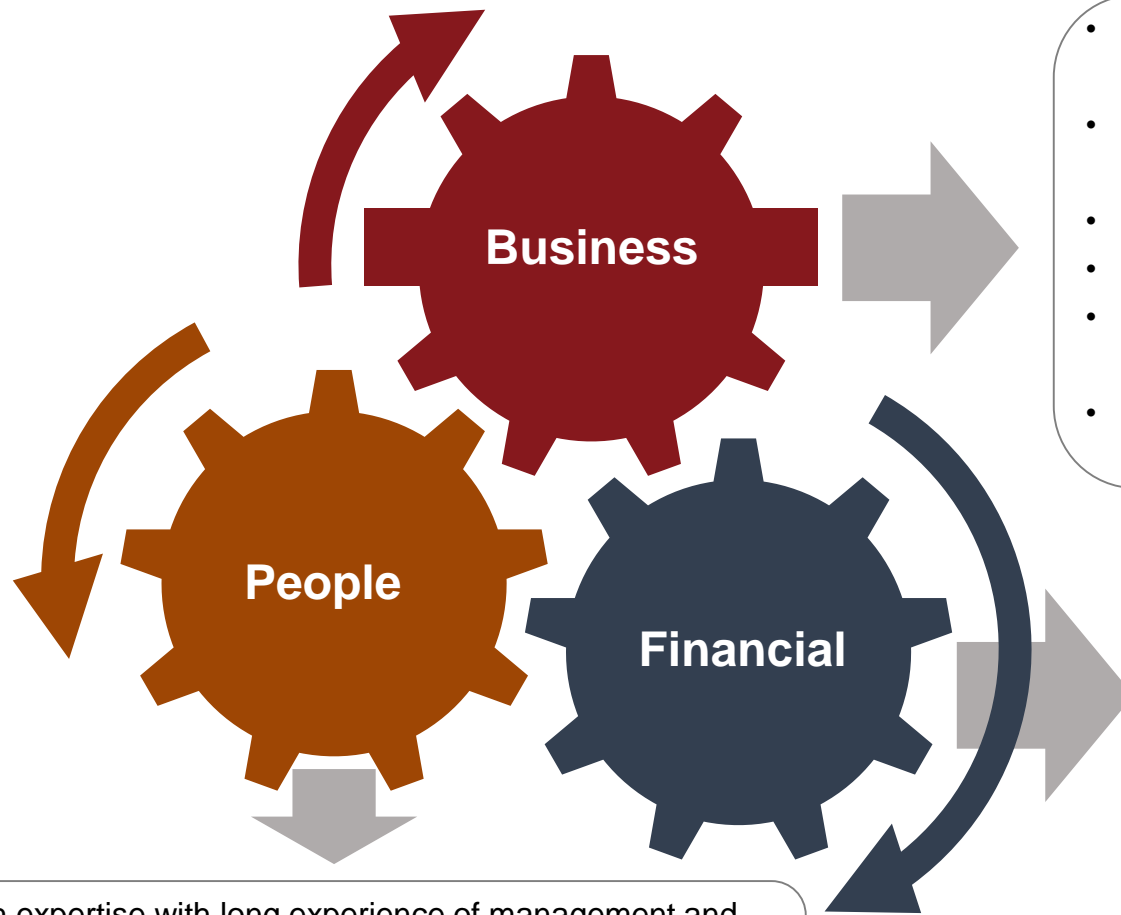 Business
People
Financial
expertise with long experience of management and